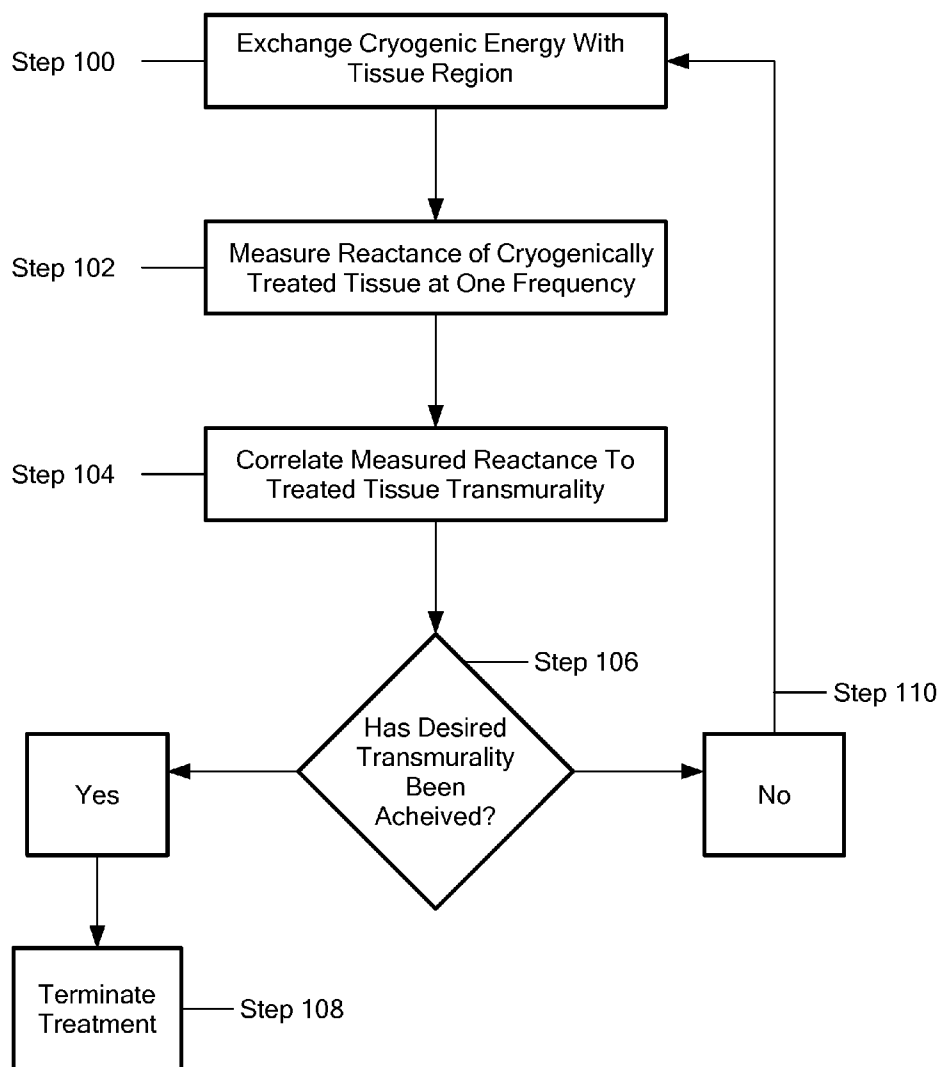 Step 100
Exchange Cryogenic Energy With
Tissue Region
Step 102
Measure Reactance of Cryogenically
Treated Tissue at One Frequency
Step 104
Correlate Measured Reactance To
Treated Tissue Transmurality
Step 106
Has Desired
Transmurality
Been
Acheived?
Step 110
Yes
No
Terminate
Treatment
Step 108